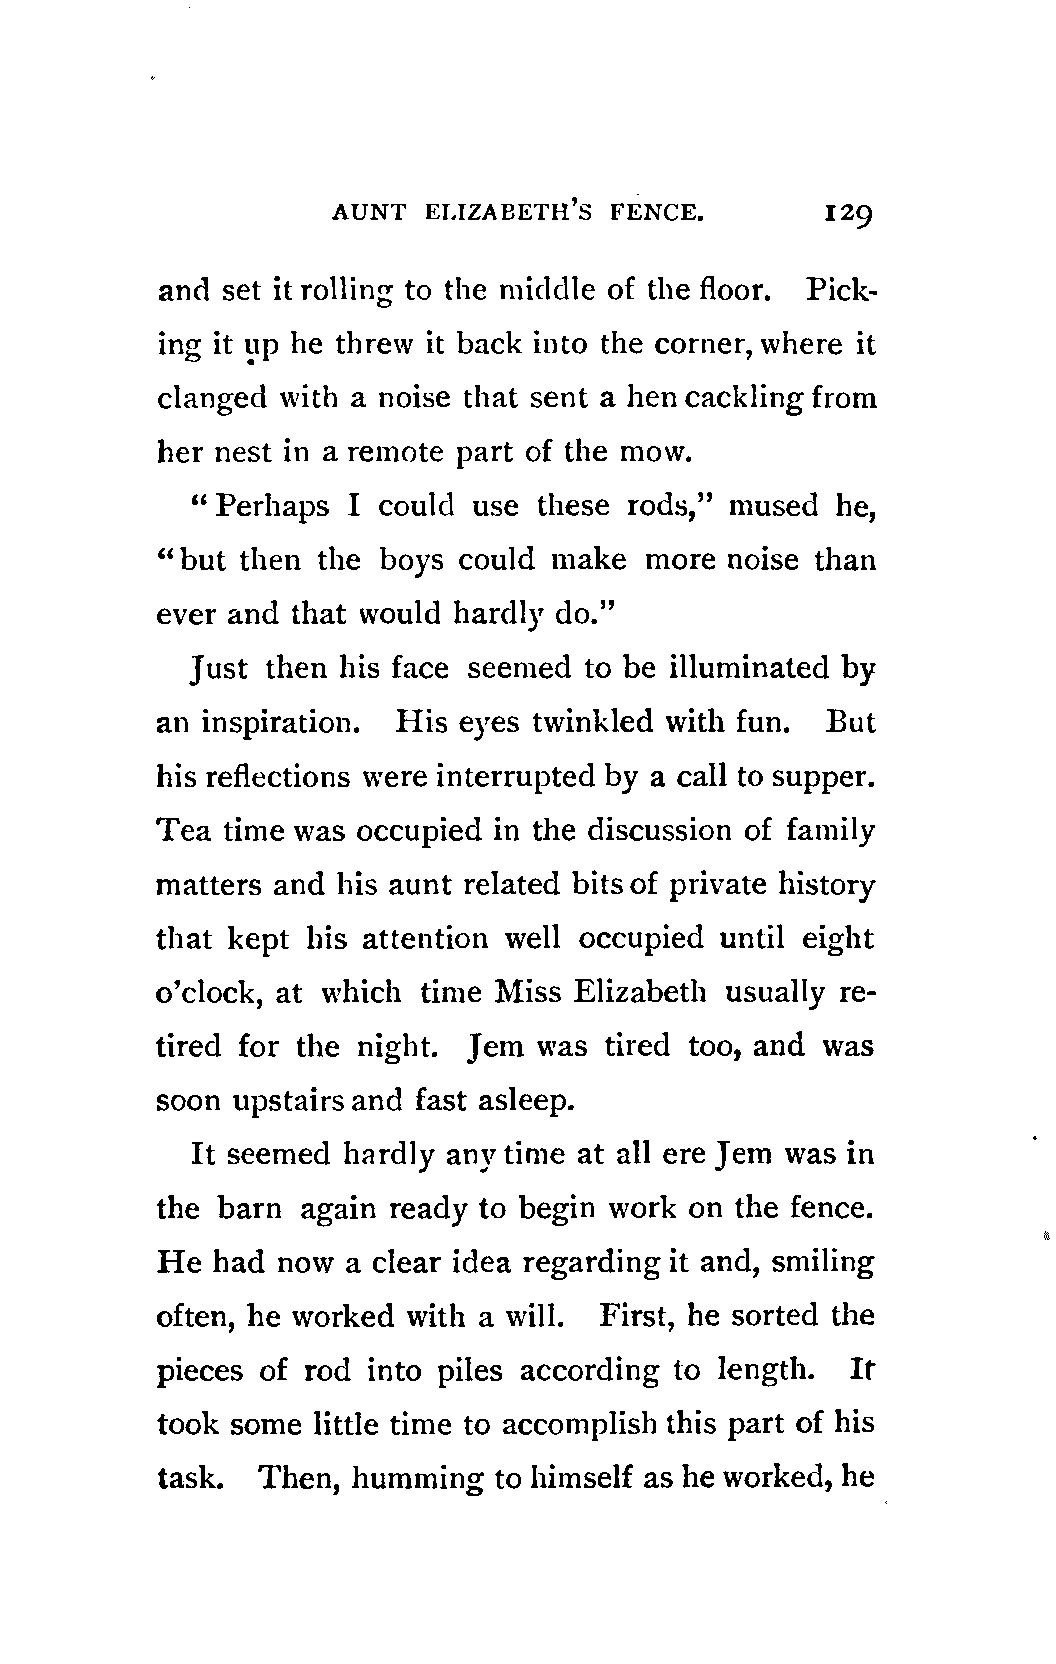 AUNT ELIZABETH'S FENCE. 129
and set it rolling to the middle of the floor. Pick-
ing it up he threw it back into the corner, where it
clanged with a noise that sent a hen cackling from
her nest in a remote part of the mow.
“Perhaps I could use these rods,” mused he,
“but then the boys could make more noise than
ever and that would hardly do.”
Just then his face seemed to be illuminated by
an inspiration. His eyes twinkled with fun. But
his reflections were interrupted by a call to supper.
Tea time was occupied in the discussion of family
matters and his aunt related bits of private history
that kept his attention well occupied until eight
o'clock, at which time Miss Elizabeth usually re-
tired for the night. Jem was tired too, and was
soon upstairs and fast asleep.
It seemed hardly any time at all ere Jem was in
the barn again ready to begin work on the fence.
He had now a clear idea regarding it and, smiling
often, he worked with a will. First, he sorted the
pieces of rod into piles according to length. It
took some little time to accomplish this part of his
task. Then, humming to himself as he worked, he